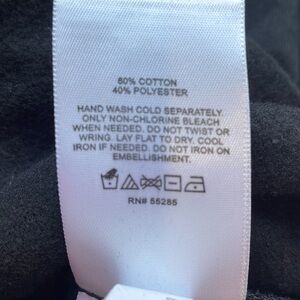 60% COTTON
40% POLYESTER
HAND WASH COLD SEPARATELY.
ONLY NON-CHLORINE BLEACH
WHEN NEEDED. DO NOT TWIST OR
WRING. LAY FLAT TO DRY. COOL
IRON IF NEEDED. DO NOT IRON ON
EMBELLISHMENT.
RN# 55285